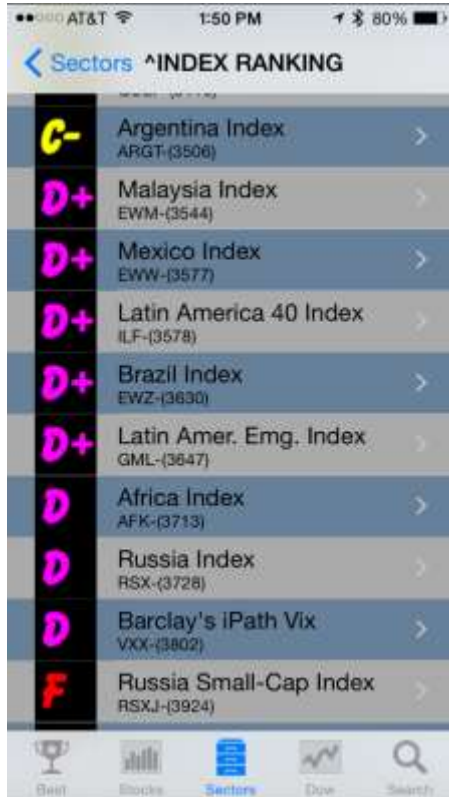 AT&T 1:50 PM 80%
Sectors ^INDEX RANKING
C- Argentina Index
ARGT-(3506)
D+ Malaysia Index
EWM-(3544)
D+ Mexico Index
EWW-(3577)
D+ Latin America 40 Index
ILF-(3578)
D+ Brazil Index
EWZ-(3630)
D+ Latin Amer. Emg. Index
GML-(3647)
D Africa Index
AFK-(3713)
D Russia Index
RSX-(3728)
D Barclay's iPath Vix
VXX-(3802)
F Russia Small-Cap Index
RSXJ-(3924)
Best Stocks Sectors Dow Search